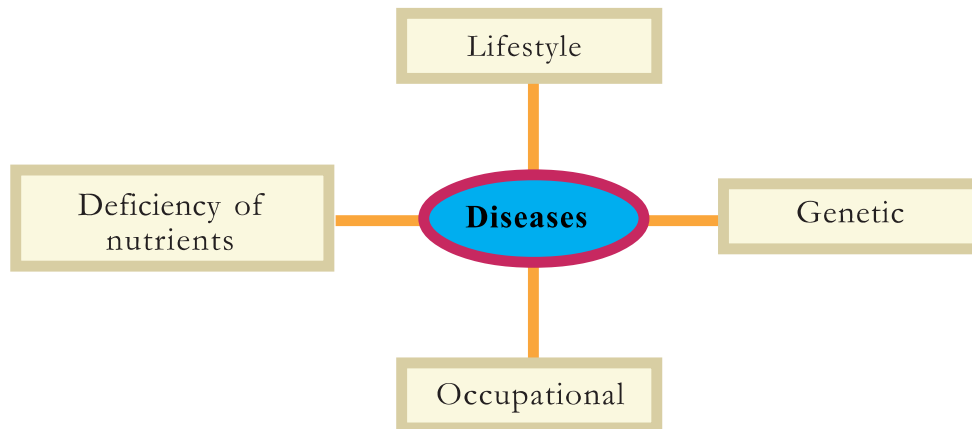 Lifestyle
Deficiency of
nutrients
Diseases
Genetic
Occupational